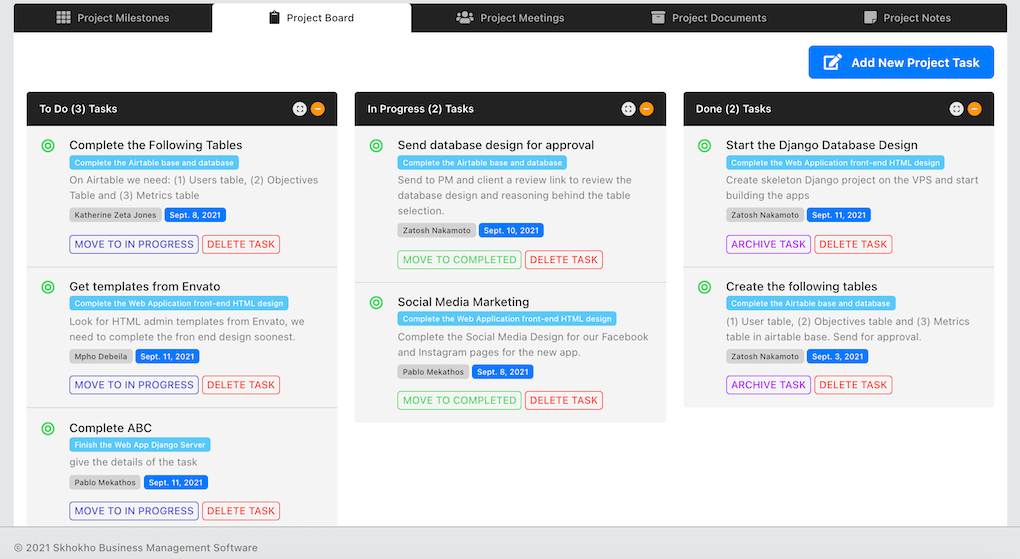 Project Milestones
Project Board
Project Meetings
Project Documents
Project Notes
Add New Project Task
To Do (3) Tasks
Complete the Following Tables
Complete the Airtable base and database
On Airtable we need: (1) Users table, (2) Objectives
Table and (3) Metrics table
Katherine Zeta Jones
Sept. 8, 2021
MOVE TO IN PROGRESS
DELETE TASK
Get templates from Envato
Complete the Web Application front-end HTML design
Look for HTML admin templates from Envato, we
need to complete the fron end design soonest.
Mpho Debeila
Sept. 11, 2021
MOVE TO IN PROGRESS
DELETE TASK
Complete ABC
Finish the Web App Django Server
give the details of the task
Pablo Mekathos
Sept. 11, 2021
MOVE TO IN PROGRESS
DELETE TASK
In Progress (2) Tasks
Send database design for approval
Complete the Airtable base and database
Send to PM and client a review link to review the
database design and reasoning behind the table
selection.
Zatosh Nakamoto
Sept. 10, 2021
MOVE TO COMPLETED
DELETE TASK
Social Media Marketing
Complete the Web Application front-end HTML design
Complete the Social Media Design for our Facebook
and Instagram pages for the new app.
Pablo Mekathos
Sept. 8, 2021
MOVE TO COMPLETED
DELETE TASK
Done (2) Tasks
Start the Django Database Design
Complete the Web Application front-end HTML design
Create skeleton Django project on the VPS and start
building the apps
Zatosh Nakamoto
Sept. 11, 2021
ARCHIVE TASK
DELETE TASK
Create the following tables
Complete the Airtable base and database
(1) User table, (2) Objectives table and (3) Metrics
table in airtable base. Send for approval.
Zatosh Nakamoto
Sept. 3, 2021
ARCHIVE TASK
DELETE TASK
© 2021 Skhokho Business Management Software